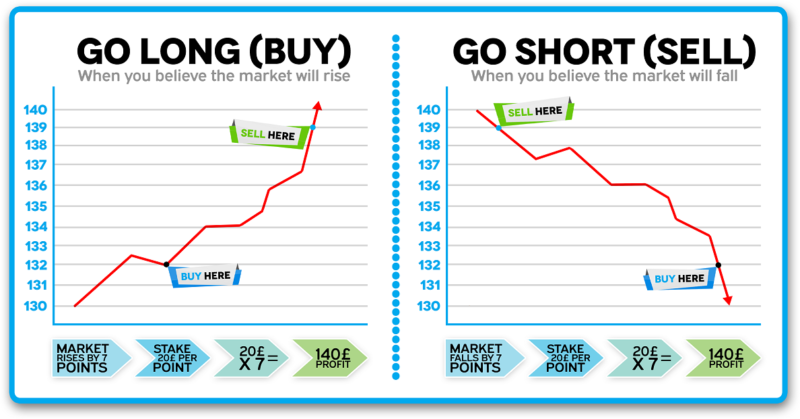 GO LONG (BUY)
When you believe the market will rise
140
139
138
137
136
135
134
133
132
131
130
SELL HERE
BUY HERE
MARKET
RISES BY 7
POINTS
STAKE
20£ PER
POINT
20£
X 7 =
140£
PROFIT
GO SHORT (SELL)
When you believe the market will fall
140
139
138
137
136
135
134
133
132
131
130
SELL HERE
BUY HERE
MARKET
FALLS BY 7
POINTS
STAKE
20£ PER
POINT
20£
X 7 =
140£
PROFIT